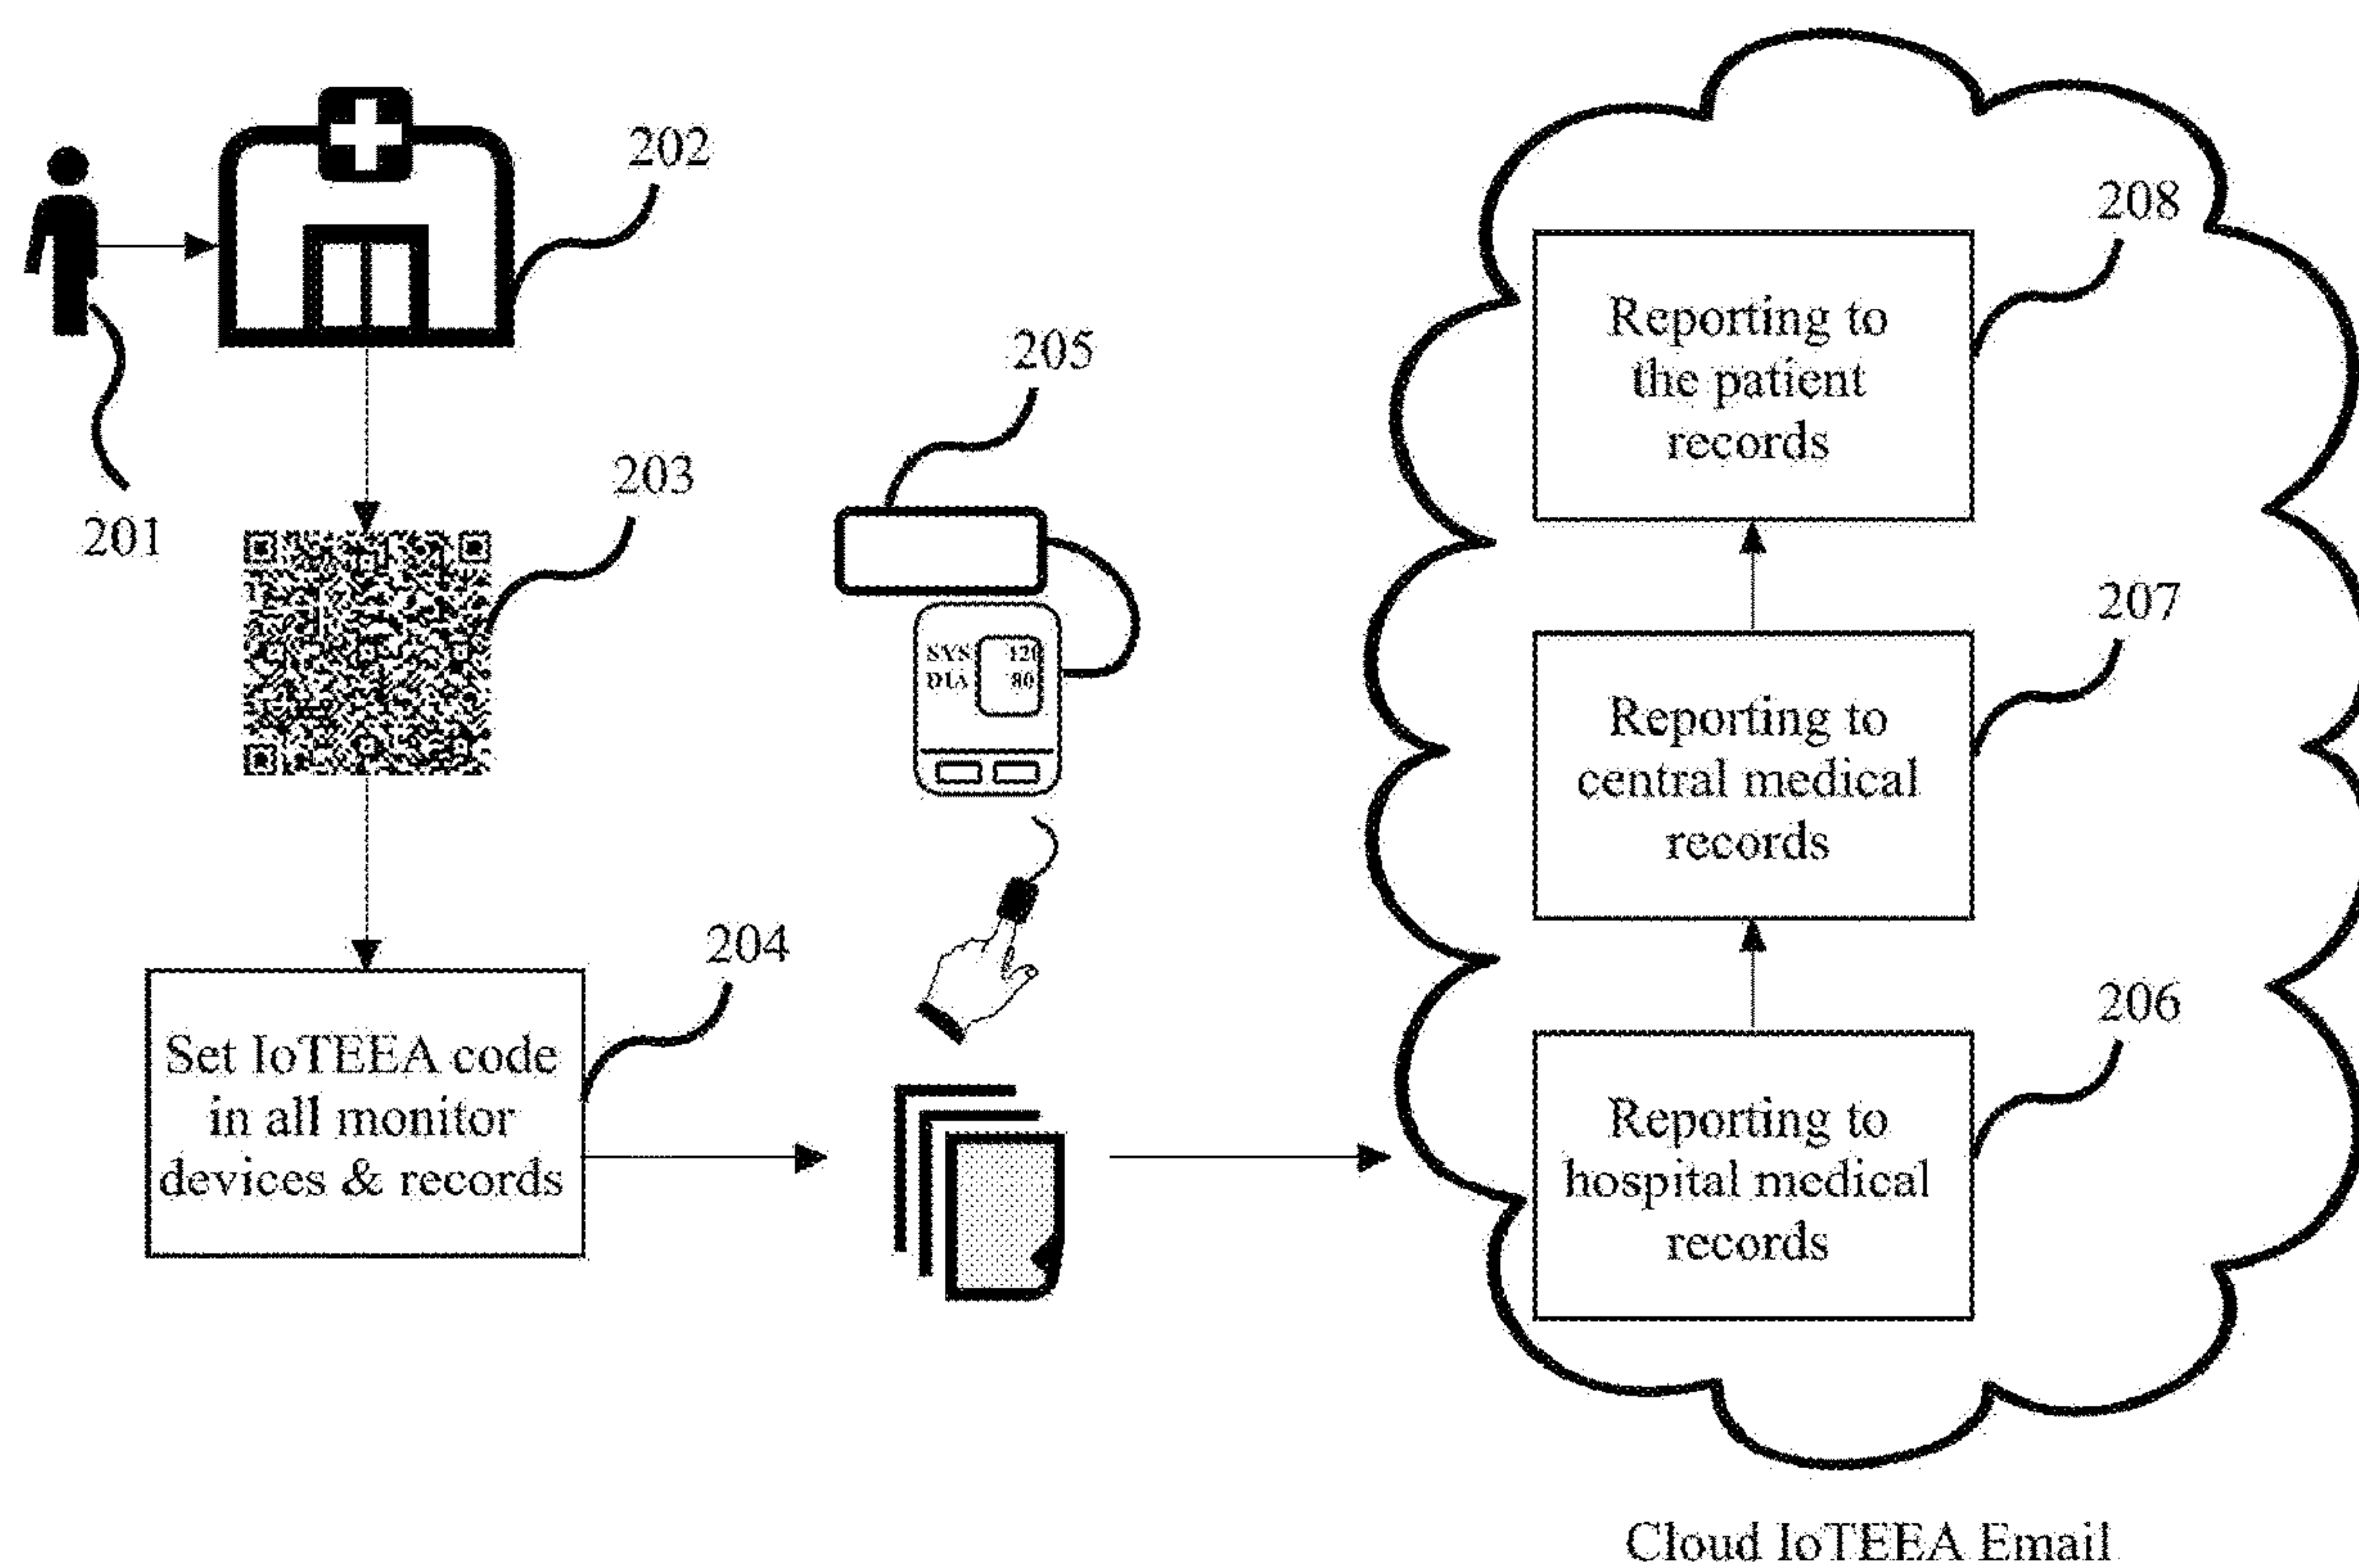 202
201
203
204
Set IoTEEA code
in all monitor
devices & records
205
SYS 120
DIA 80
208
Reporting to
the patient
records
207
Reporting to
central medical
records
206
Reporting to
hospital medical
records
Cloud IoTEEA Email